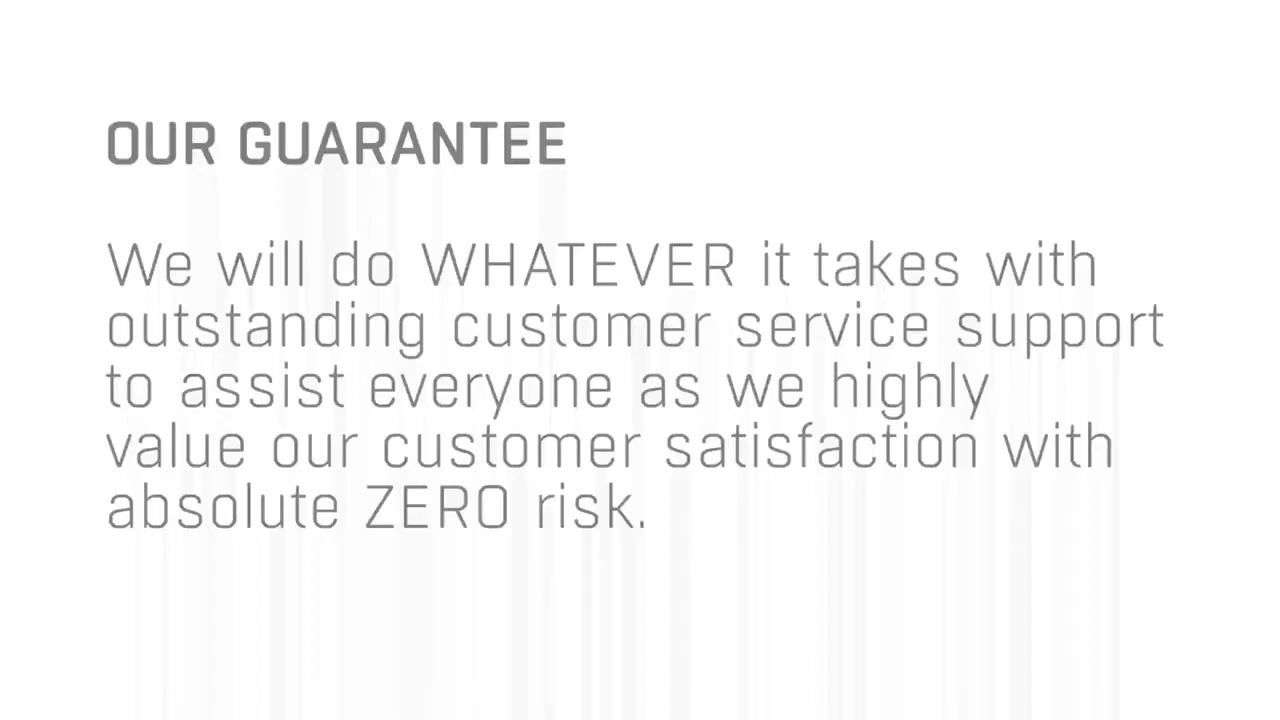 OUR GUARANTEE
We will do WHATEVER it takes with
outstanding customer service support
to assist everyone as we highly
value our customer satisfaction with
absolute ZERO risk.